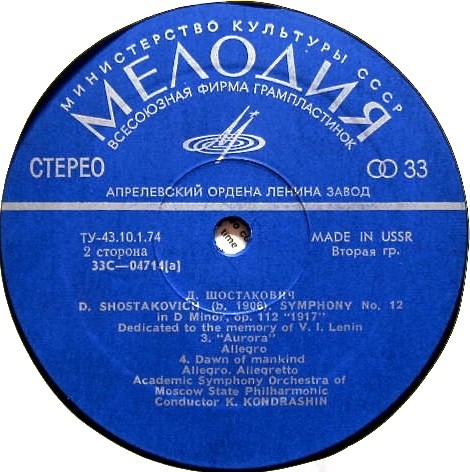 МИНИСТЕРСТВО КУЛЬТУРЫ СССР
МЕЛОДИЯ
ВСЕСОЮЗНАЯ ФИРМА ГРАМПЛАСТИНОК
СТЕРЕО
33
АПРЕЛЕВСКИЙ ОРДЕНА ЛЕНИНА ЗАВОД
ТУ-43.10.1.74
MADE IN USSR
2 сторона
Вторая гр.
33С—04714(а)
time
Д. ШОСТАКОВИЧ
D. SHOSTAKOVICH (b. 1906). SYMPHONY No. 12
in D Minor, op. 112 "1917"
Dedicated to the memory of V. I. Lenin
3. "Aurora"
Allegro
4. Dawn of mankind
Allegro. Allegretto
Academic Symphony Orchestra of
Moscow State Philharmonic
Conductor K. KONDRASHIN